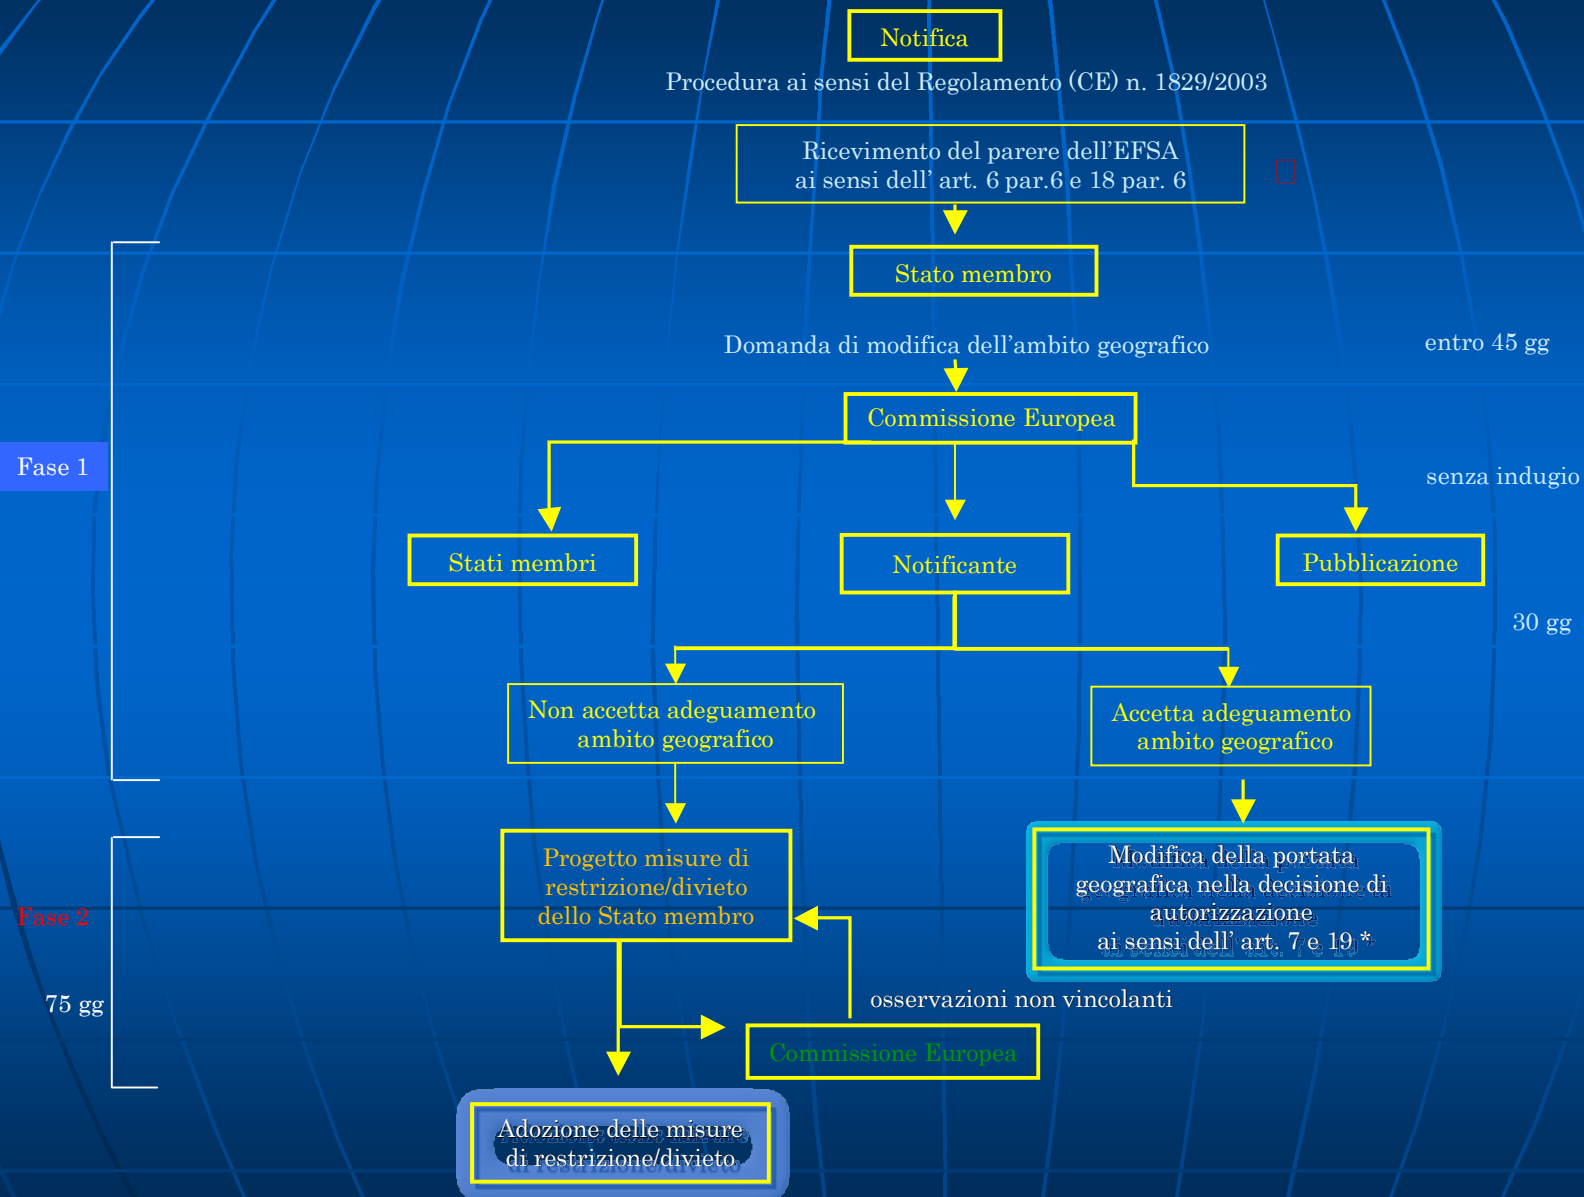 Notifica
Procedura ai sensi del Regolamento (CE) n. 1829/2003
Ricevimento del parere dell'EFSA
ai sensi dell' art. 6 par.6 e 18 par. 6
Stato membro
Domanda di modifica dell'ambito geografico
entro 45 gg
Commissione Europea
Fase 1
senza indugio
Stati membri
Notificante
Pubblicazione
30 gg
Non accetta adeguamento
ambito geografico
Accetta adeguamento
ambito geografico
Progetto misure di
restrizione/divieto
dello Stato membro
Modifica della portata
geografica nella decisione di
autorizzazione
ai sensi dell' art. 7 e 19 *
Fase 2
75 gg
osservazioni non vincolanti
Commissione Europea
Adozione delle misure
di restrizione/divieto